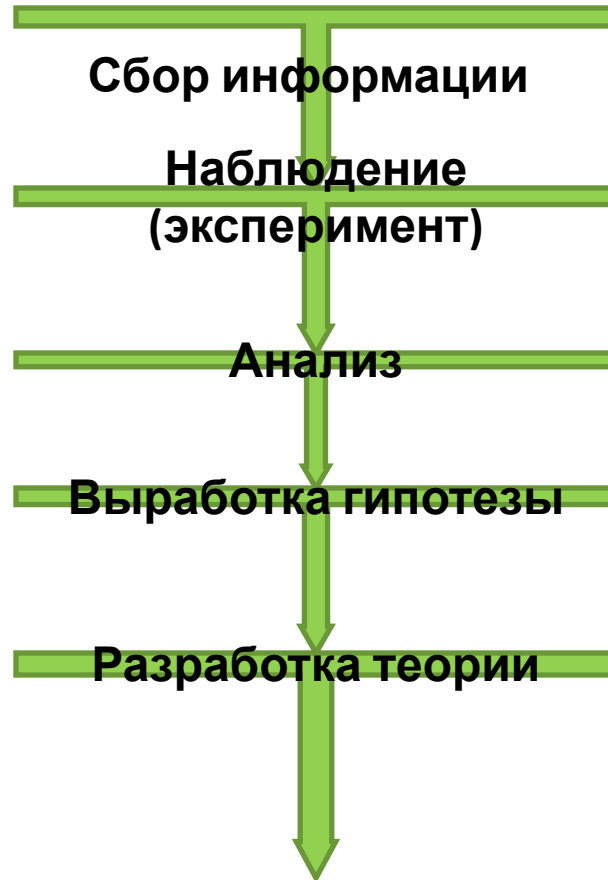 Сбор информации
Наблюдение
(эксперимент)
Анализ
Выработка гипотезы
Разработка теории